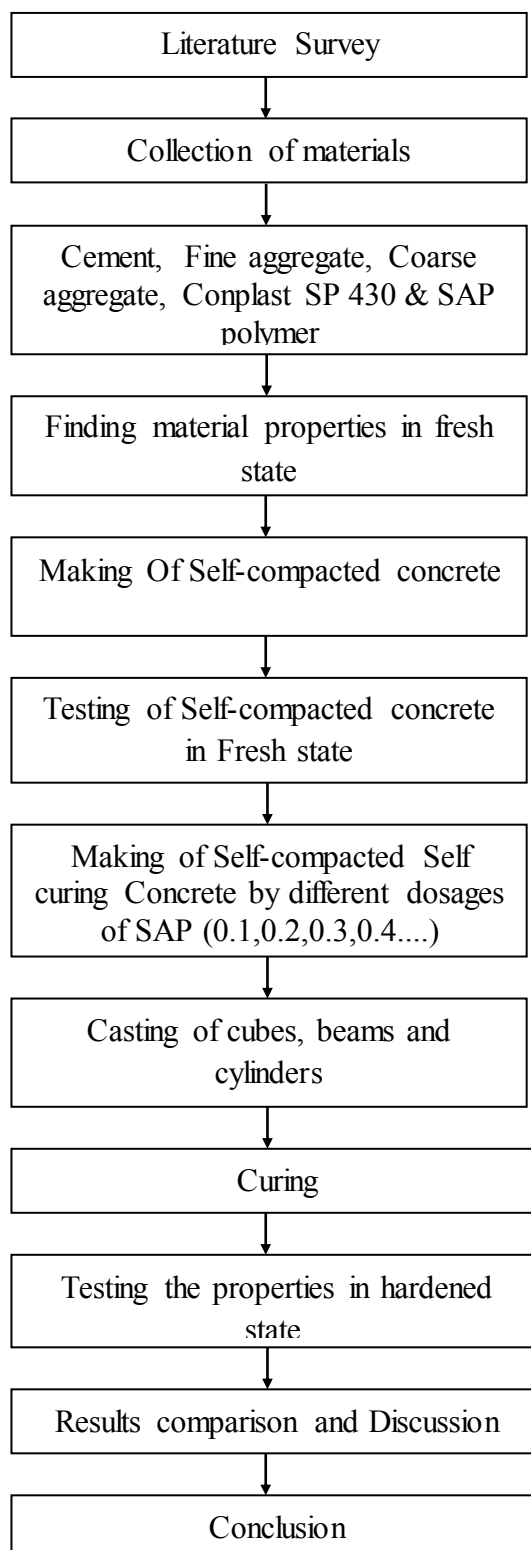 Literature Survey
Collection of materials
Cement, Fine aggregate, Coarse
aggregate, Conplast SP 430 & SAP
polymer
Finding material properties in fresh
state
Making Of Self-compacted concrete
Testing of Self-compacted concrete
in Fresh state
Making of Self-compacted Self
curing Concrete by different dosages
of SAP (0.1,0.2,0.3,0.4....)
Casting of cubes, beams and
cylinders
Curing
Testing the properties in hardened
state
Results comparison and Discussion
Conclusion